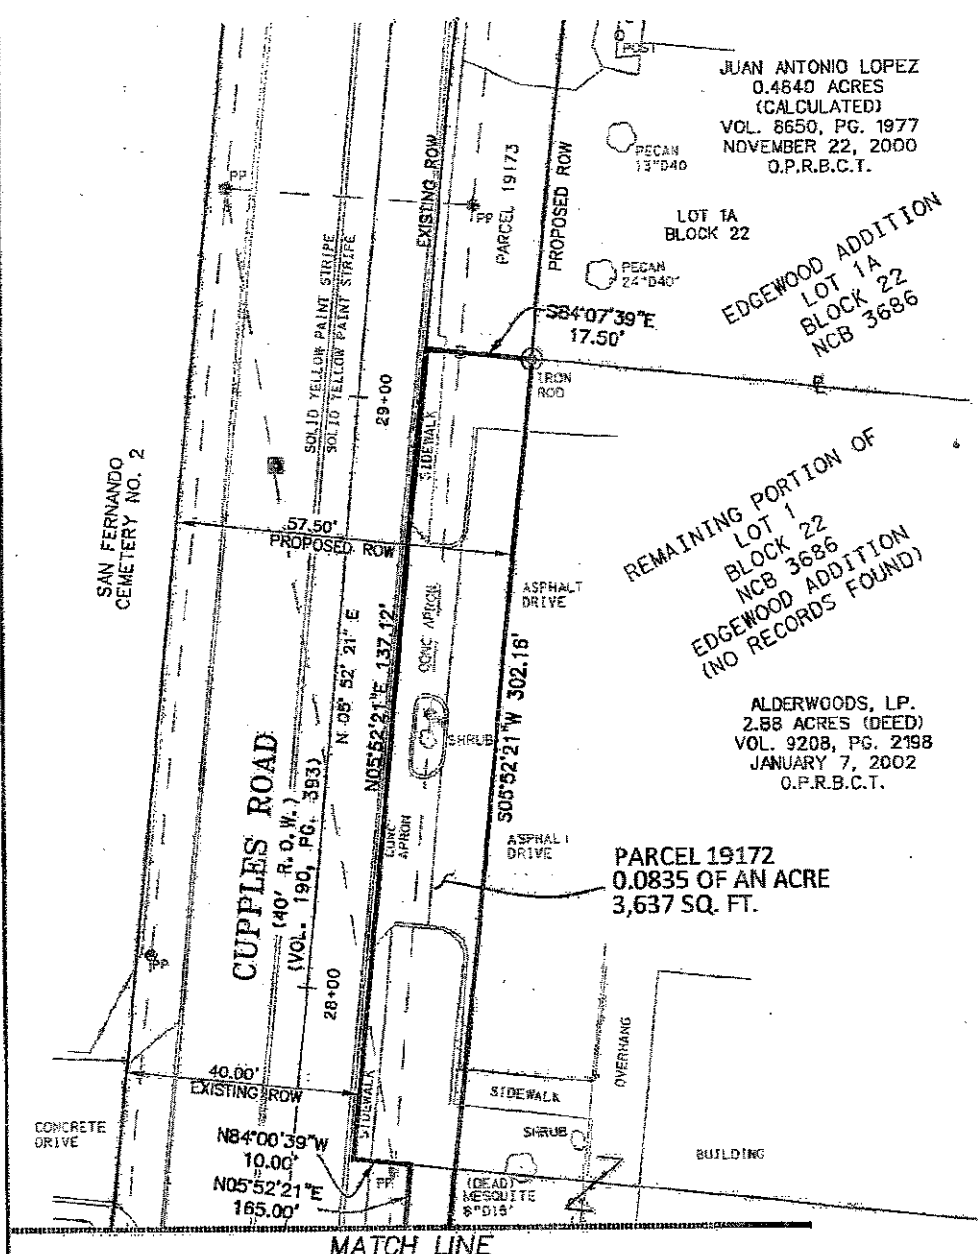 POST
JUAN ANTONIO LOPEZ
0.4840 ACRES
(CALCULATED)
VOL. 8650, PG. 1977
NOVEMBER 22, 2000
O.P.R.B.C.T.
PECAN
13"D40
LOT 1A
BLOCK 22
PECAN
24"D40'
EDGEWOOD ADDITION
LOT 1A
BLOCK 22
NCB 3686
PP
PP
EXISTING ROW
PARCEL 19173
PROPOSED ROW
SOLID YELLOW PAINT STRIPE
SOLID YELLOW PAINT STRIPE
S84°07'39"E
17.50'
IRON
ROD
29+00
SIDEWALK
SAN FERNANDO
CEMETERY NO. 2
57.50'
PROPOSED ROW
REMAINING PORTION OF
LOT 1
BLOCK 22
NCB 3686
EDGEWOOD ADDITION
(NO RECORDS FOUND)
ASPHALT
DRIVE
CONC APRON
N 05° 52' 21" E
N05°52'21"E 137.12'
S05°52'21"W 302.16'
SHRUB
ALDERWOODS, LP.
2.88 ACRES (DEED)
VOL. 9208, PG. 2198
JANUARY 7, 2002
O.P.R.B.C.T.
CUPPLES ROAD
(40' R.O.W.)
(VOL. 190, PG. 393)
CONC
APRON
ASPHALT
DRIVE
PARCEL 19172
0.0835 OF AN ACRE
3,637 SQ. FT.
PP
28+00
OVERHANG
40.00'
EXISTING ROW
SIDEWALK
SIDEWALK
CONCRETE
DRIVE
N84°00'39"W
10.00'
N05°52'21"E
165.00'
SHRUB
BUILDING
PP
(DEAD)
MESQUITE
8"D15'
MATCH LINE